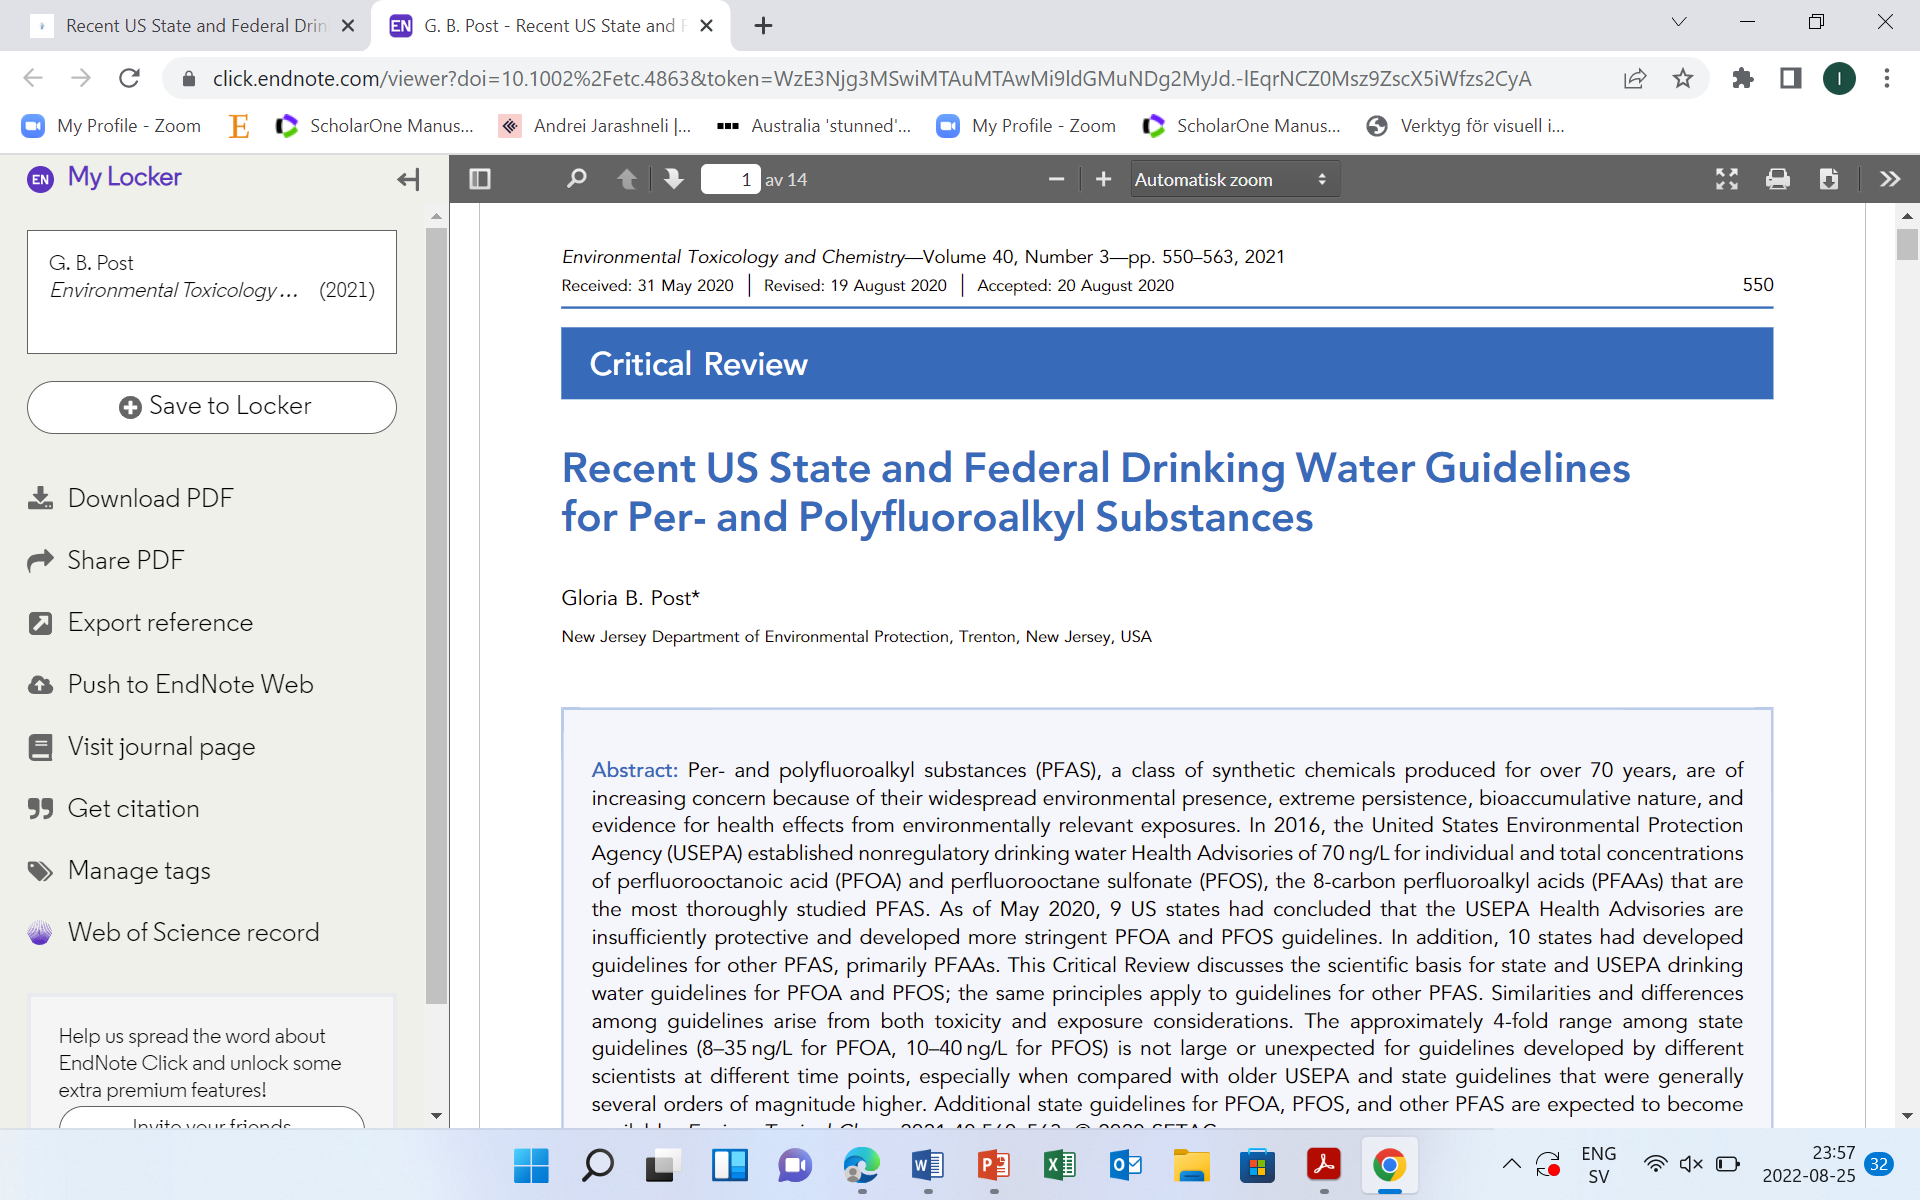 Recent US State and Federal Drin
G. B. Post - Recent US State and F
click.endnote.com/viewer?doi=10.1002%2Fetc.4863&token=WzE3Njg3MSwiMTAuMTAwMi9ldGMuNDg2MyJd.-lEqrNCZ0Msz9ZscX5iWfzs2CyA
I
My Profile - Zoom
E
ScholarOne Manus...
Andrei Jarashneli |...
Australia 'stunned'...
My Profile - Zoom
ScholarOne Manus...
Verktyg för visuell i...
EN My Locker
1 av 14
Automatisk zoom
G. B. Post
Environmental Toxicology ... (2021)
Save to Locker
Download PDF
Share PDF
Export reference
Push to EndNote Web
Visit journal page
Get citation
Manage tags
Web of Science record
Help us spread the word about
EndNote Click and unlock some
extra premium features!
Invite your friends
Environmental Toxicology and Chemistry—Volume 40, Number 3—pp. 550–563, 2021
Received: 31 May 2020 | Revised: 19 August 2020 | Accepted: 20 August 2020
550
Critical Review
Recent US State and Federal Drinking Water Guidelines
for Per- and Polyfluoroalkyl Substances
Gloria B. Post*
New Jersey Department of Environmental Protection, Trenton, New Jersey, USA
Abstract: Per- and polyfluoroalkyl substances (PFAS), a class of synthetic chemicals produced for over 70 years, are of
increasing concern because of their widespread environmental presence, extreme persistence, bioaccumulative nature, and
evidence for health effects from environmentally relevant exposures. In 2016, the United States Environmental Protection
Agency (USEPA) established nonregulatory drinking water Health Advisories of 70 ng/L for individual and total concentrations
of perfluorooctanoic acid (PFOA) and perfluorooctane sulfonate (PFOS), the 8-carbon perfluoroalkyl acids (PFAAs) that are
the most thoroughly studied PFAS. As of May 2020, 9 US states had concluded that the USEPA Health Advisories are
insufficiently protective and developed more stringent PFOA and PFOS guidelines. In addition, 10 states had developed
guidelines for other PFAS, primarily PFAAs. This Critical Review discusses the scientific basis for state and USEPA drinking
water guidelines for PFOA and PFOS; the same principles apply to guidelines for other PFAS. Similarities and differences
among guidelines arise from both toxicity and exposure considerations. The approximately 4-fold range among state
guidelines (8–35 ng/L for PFOA, 10–40 ng/L for PFOS) is not large or unexpected for guidelines developed by different
scientists at different time points, especially when compared with older USEPA and state guidelines that were generally
several orders of magnitude higher. Additional state guidelines for PFOA, PFOS, and other PFAS are expected to become
ENG
SV
23:57
2022-08-25
32